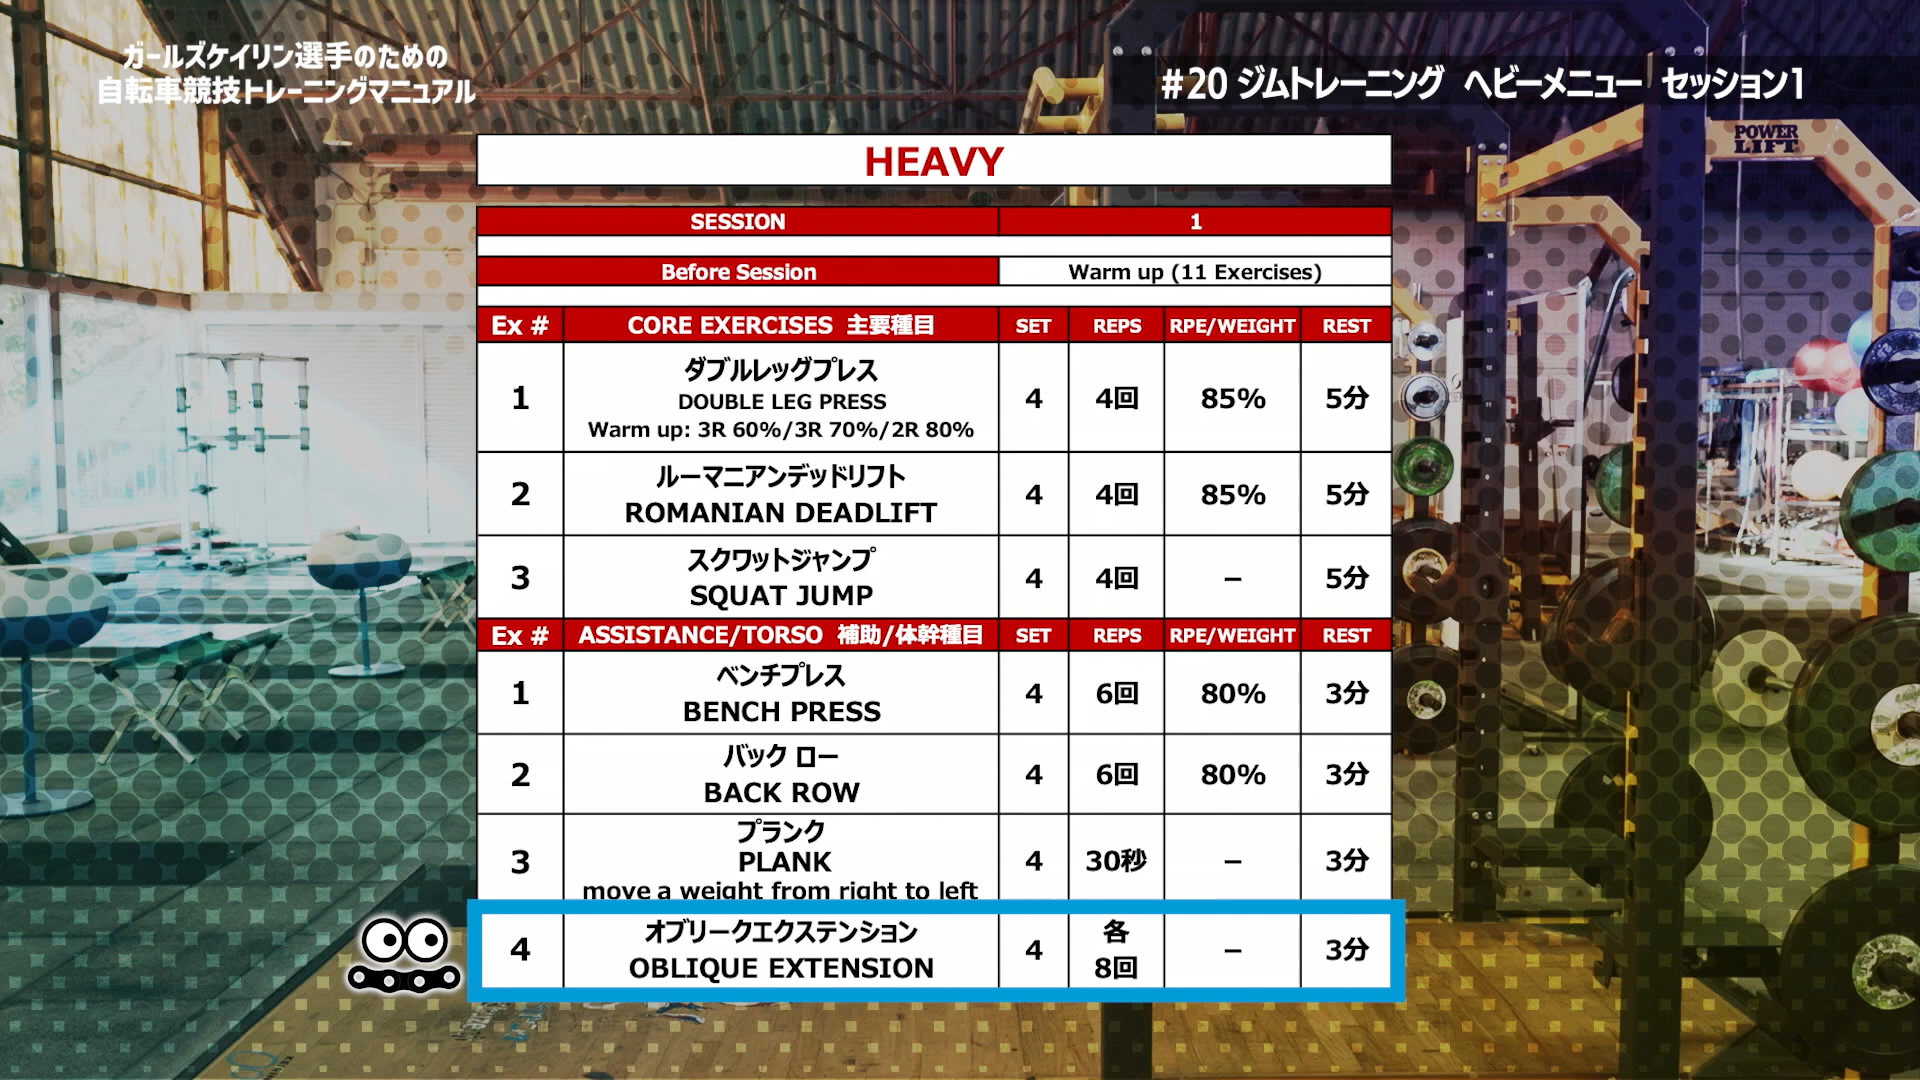 ガールズケイリン選手のための
自転車競技トレーニングマニュアル
#20 ジムトレーニング ヘビーメニュー セッション1
POWER
LIFT
HEAVY
SESSION 1
Before Session Warm up (11 Exercises)
Ex # CORE EXERCISES 主要種目 SET REPS RPE/WEIGHT REST
1 ダブルレッグプレス 4 4回 85% 5分
DOUBLE LEG PRESS
Warm up: 3R 60%/3R 70%/2R 80%
2 ルーマニアンデッドリフト 4 4回 85% 5分
ROMANIAN DEADLIFT
3 スクワットジャンプ 4 4回 – 5分
SQUAT JUMP
Ex # ASSISTANCE/TORSO 補助/体幹種目 SET REPS RPE/WEIGHT REST
1 ベンチプレス 4 6回 80% 3分
BENCH PRESS
2 バック ロー 4 6回 80% 3分
BACK ROW
3 プランク 4 30秒 – 3分
PLANK
move a weight from right to left
4 オブリークエクステンション 4 各 – 3分
OBLIQUE EXTENSION 8回